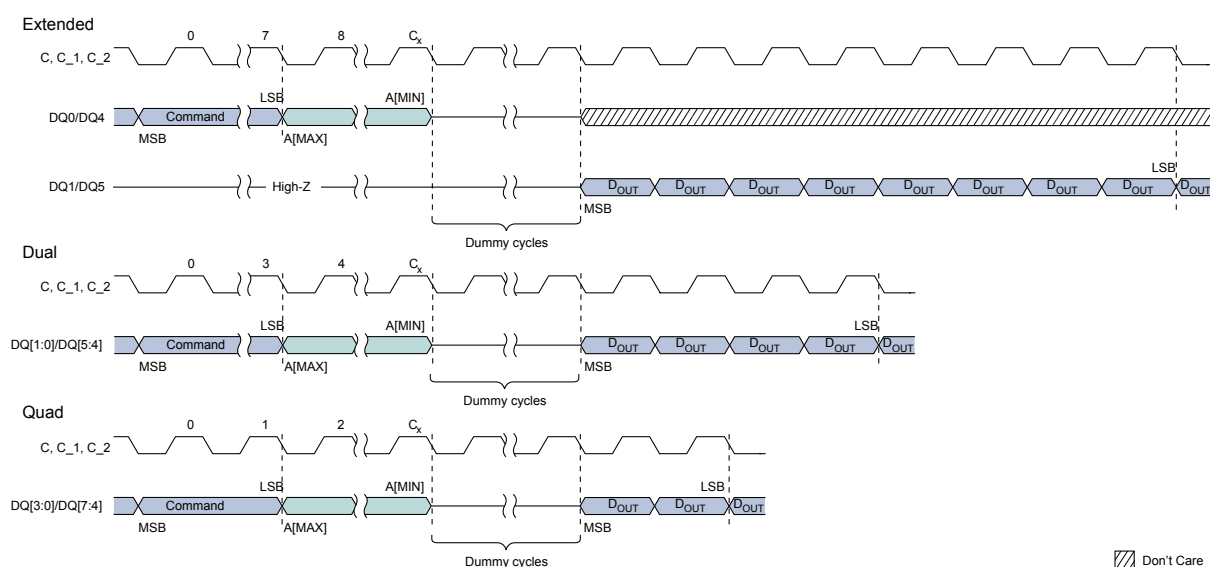 Extended
0 7 8 Cx
C, C_1, C_2
LSB A[MIN]
DQ0/DQ4 Command
MSB A[MAX]
LSB
DQ1/DQ5 High-Z DOUT DOUT DOUT DOUT DOUT DOUT DOUT DOUT DOUT
MSB
Dummy cycles
Dual
0 3 4 Cx
C, C_1, C_2
LSB A[MIN] LSB
DQ[1:0]/DQ[5:4] Command DOUT DOUT DOUT DOUT DOUT
MSB A[MAX] MSB
Dummy cycles
Quad
0 1 2 Cx
C, C_1, C_2
LSB A[MIN] LSB
DQ[3:0]/DQ[7:4] Command DOUT DOUT DOUT
MSB A[MAX] MSB
Dummy cycles
Don't Care